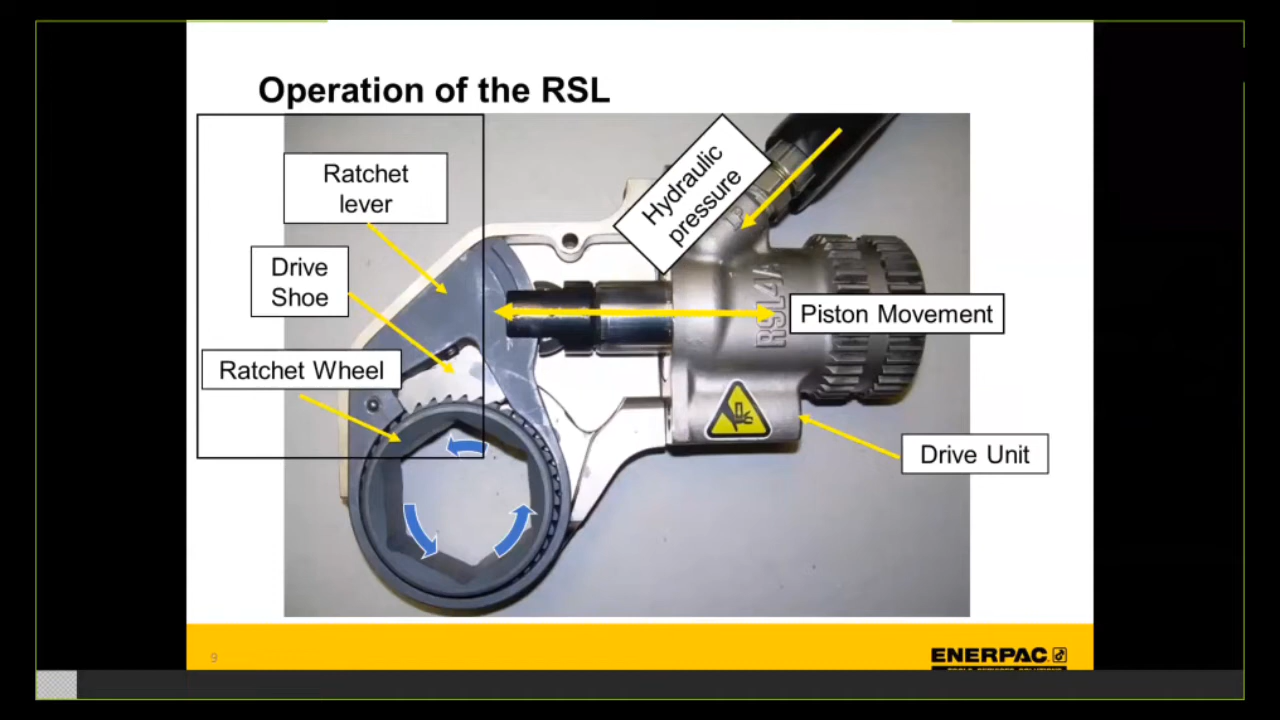 Operation of the RSL
Ratchet
lever
Hydraulic
pressure
P
Drive
Shoe
RSL4
Piston Movement
Ratchet Wheel
Drive Unit
9
ENERPAC